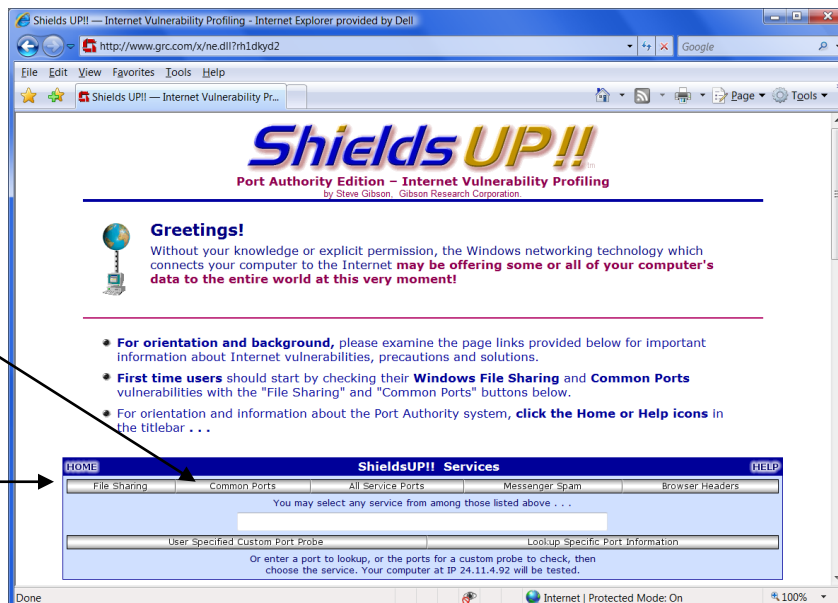 Shields UP!! — Internet Vulnerability Profiling - Internet Explorer provided by Dell
http://www.grc.com/x/ne.dll?rh1dkyd2
Google
File Edit View Favorites Tools Help
Shields UP!! — Internet Vulnerability Pr...
Page Tools
Shields UP!!
tm
Port Authority Edition – Internet Vulnerability Profiling
by Steve Gibson, Gibson Research Corporation.
Greetings!
Without your knowledge or explicit permission, the Windows networking technology which
connects your computer to the Internet may be offering some or all of your computer's
data to the entire world at this very moment!
For orientation and background, please examine the page links provided below for important
information about Internet vulnerabilities, precautions and solutions.
First time users should start by checking their Windows File Sharing and Common Ports
vulnerabilities with the "File Sharing" and "Common Ports" buttons below.
For orientation and information about the Port Authority system, click the Home or Help icons in
the titlebar . . .
HOME ShieldsUP!! Services HELP
File Sharing Common Ports All Service Ports Messenger Spam Browser Headers
You may select any service from among those listed above . . .
User Specified Custom Port Probe Lookup Specific Port Information
Or enter a port to lookup, or the ports for a custom probe to check, then
choose the service. Your computer at IP 24.11.4.92 will be tested.
Done Internet | Protected Mode: On 100%